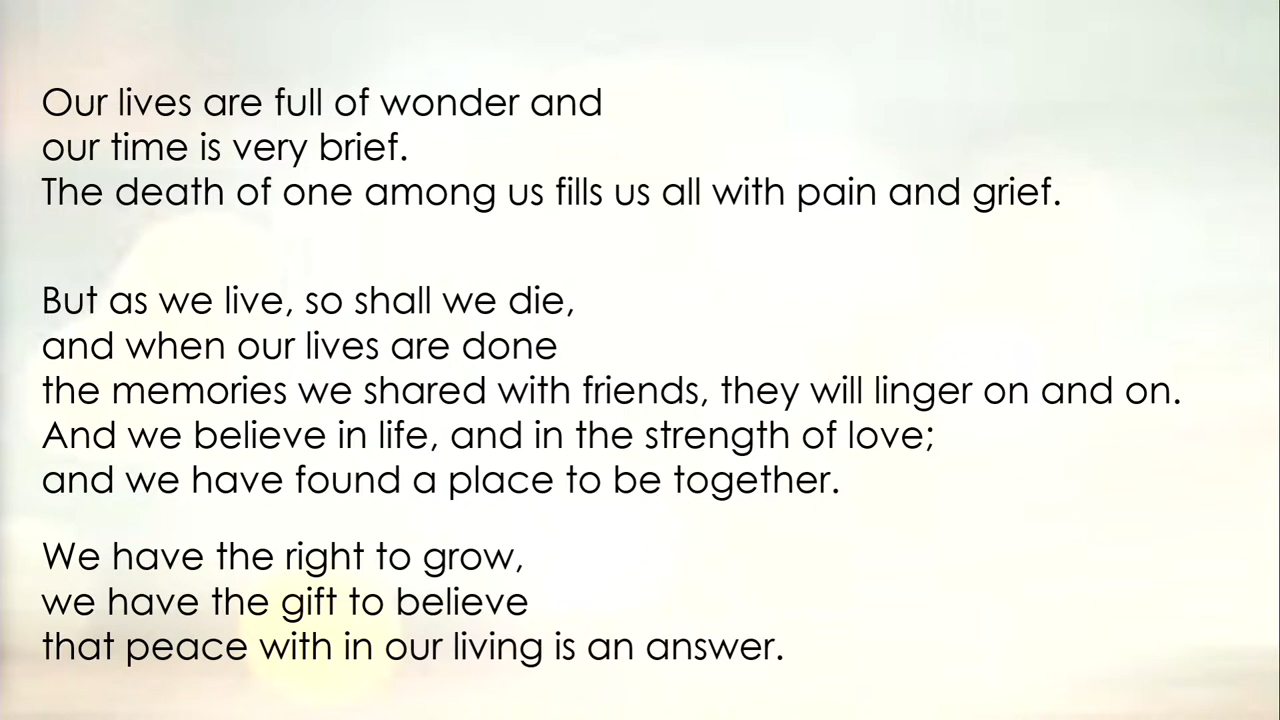 Our lives are full of wonder and
our time is very brief.
The death of one among us fills us all with pain and grief.
But as we live, so shall we die,
and when our lives are done
the memories we shared with friends, they will linger on and on.
And we believe in life, and in the strength of love;
and we have found a place to be together.
We have the right to grow,
we have the gift to believe
that peace with in our living is an answer.